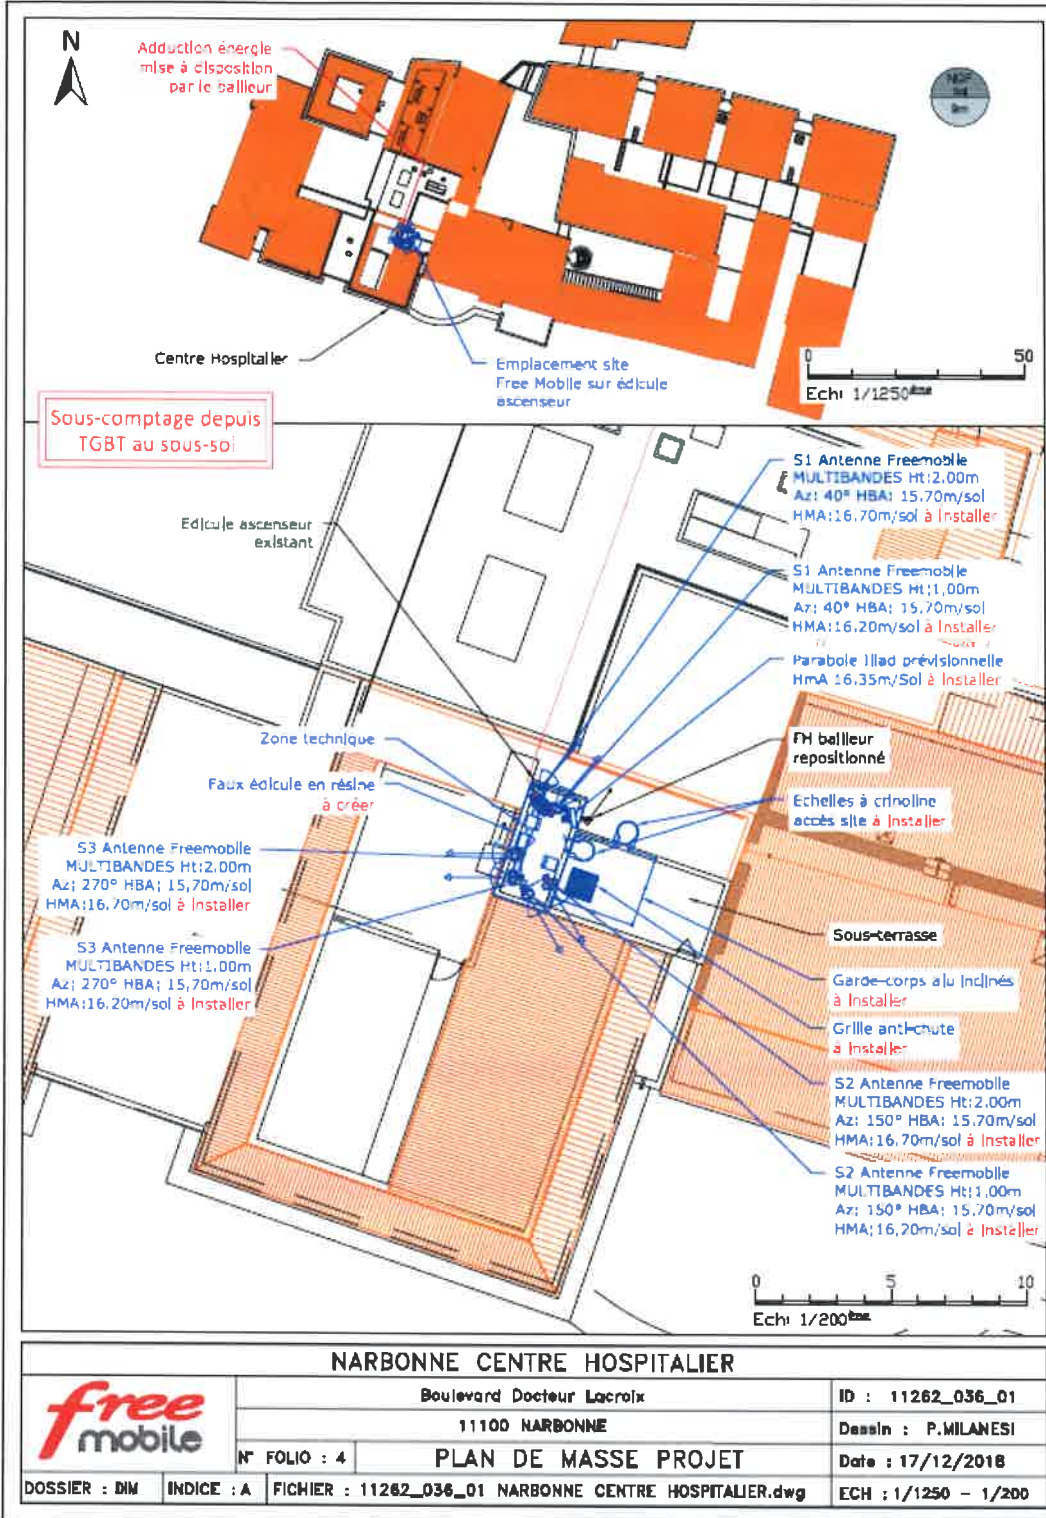 N
Adduction énergie
mise à disposition
par le bailleur
NGF
Centre Hospitalier
Emplacement site
Free Mobile sur édicule
ascenseur
0 50
Ech: 1/1250ème
Sous-comptage depuis
TGBT au sous-sol
Edicule ascenseur
existant
S1 Antenne Freemobile
MULTIBANDES Ht:2.00m
Az: 40° HBA: 15.70m/sol
HMA:16.70m/sol à installer
S1 Antenne Freemobile
MULTIBANDES Ht:1.00m
Az: 40° HBA: 15.70m/sol
HMA:16.20m/sol à installer
Parabole Iliad prévisionnelle
HmA 16.35m/Sol à installer
Zone technique
Faux édicule en résine
à créer
FH bailleur
repositionné
Echelles à crinoline
accès site à installer
S3 Antenne Freemobile
MULTIBANDES Ht:2.00m
Az: 270° HBA: 15.70m/sol
HMA:16.70m/sol à installer
S3 Antenne Freemobile
MULTIBANDES Ht:1.00m
Az: 270° HBA: 15.70m/sol
HMA:16.20m/sol à installer
Sous-terrasse
Garde-corps alu inclinés
à installer
Grille anti-chute
à installer
S2 Antenne Freemobile
MULTIBANDES Ht:2.00m
Az: 150° HBA: 15.70m/sol
HMA:16.70m/sol à installer
S2 Antenne Freemobile
MULTIBANDES Ht:1.00m
Az: 150° HBA: 15.70m/sol
HMA:16.20m/sol à installer
0 5 10
Ech: 1/200ème
NARBONNE CENTRE HOSPITALIER
free
mobile
Boulevard Docteur Lacroix
ID : 11262_036_01
11100 NARBONNE
Dessin : P.MILANESI
N° FOLIO : 4
PLAN DE MASSE PROJET
Date : 17/12/2018
DOSSIER : DIM
INDICE : A
FICHIER : 11262_036_01 NARBONNE CENTRE HOSPITALIER.dwg
ECH : 1/1250 - 1/200